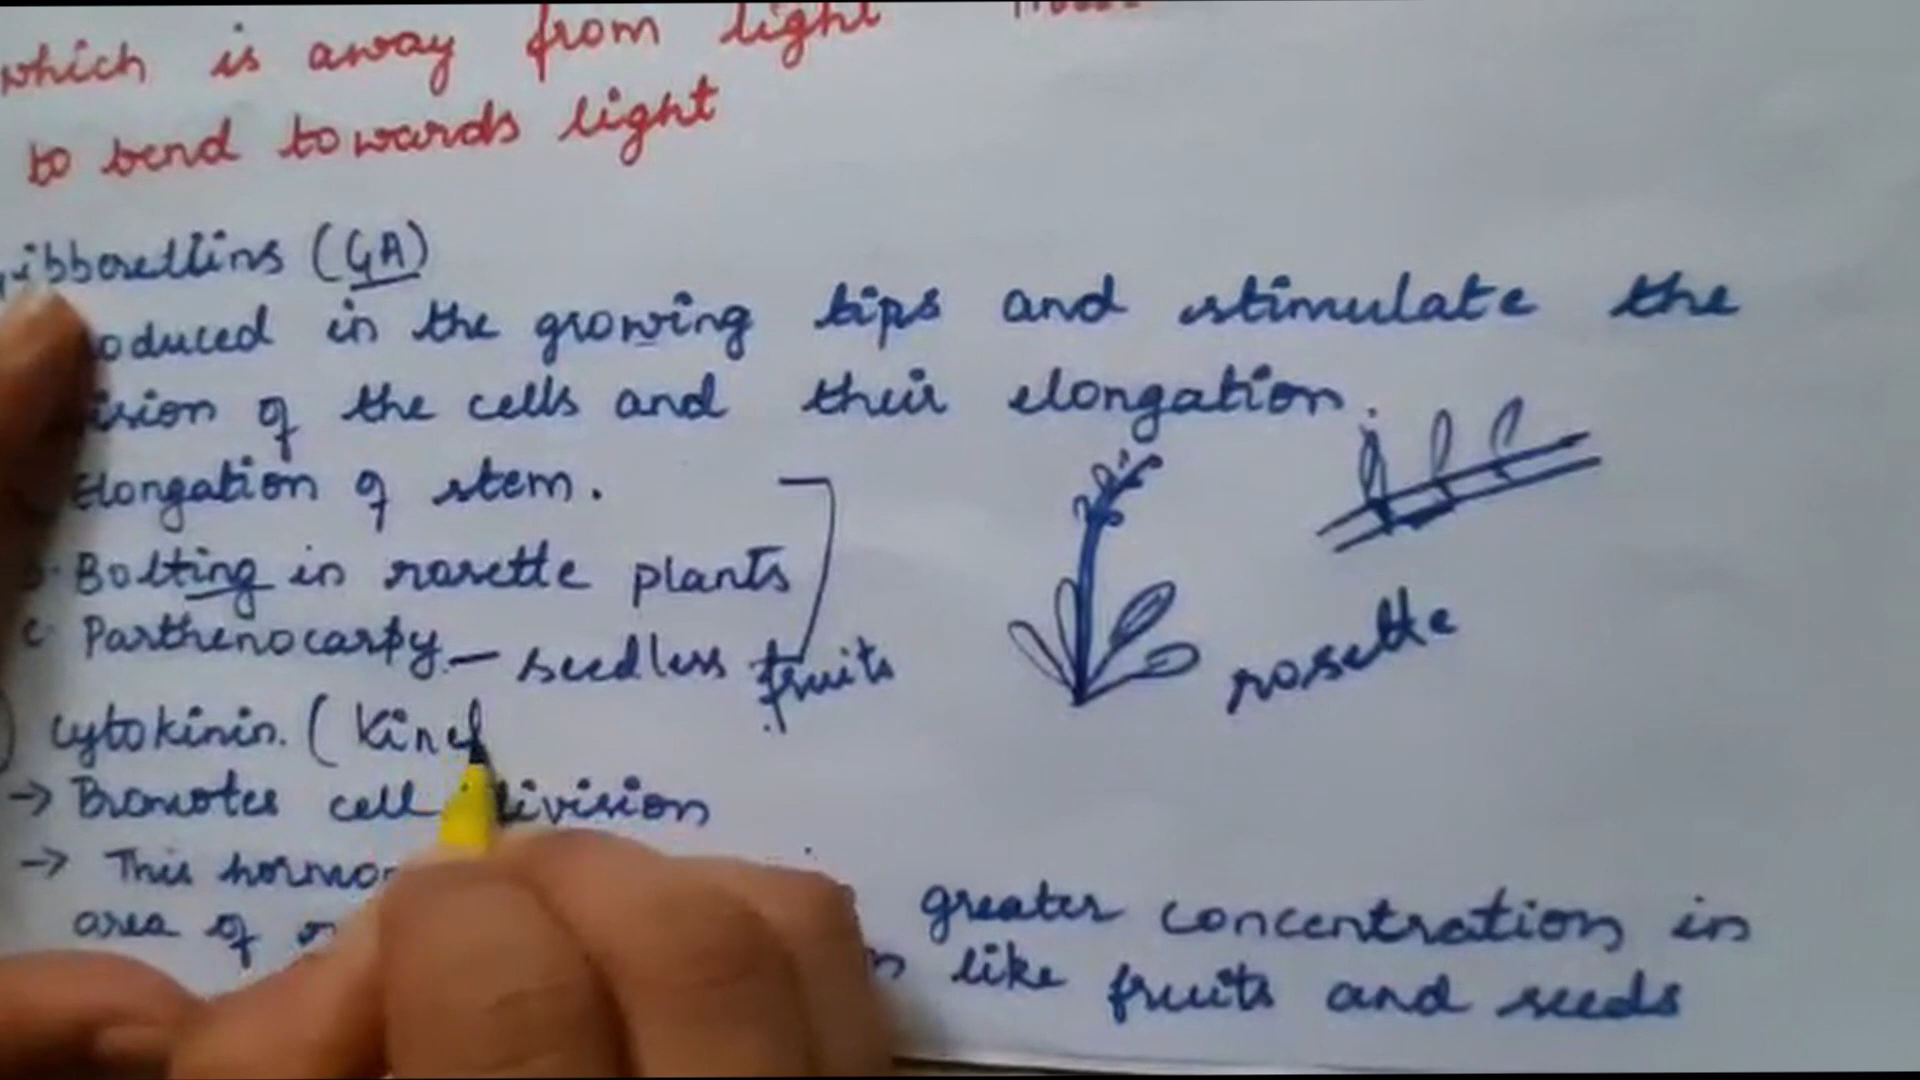 which is away from light
to bend towards light
ibberellins (GA)
oduced in the growing tips and stimulate the
ision of the cells and their elongation.
Elongation of stem.
Bolting in rosette plants
c. Parthenocarpy - seedless fruits
rosette
Cytokinin. ( Kine
→ Promotes cell division
→ This hormo greater concentration in
area of like fruits and seeds